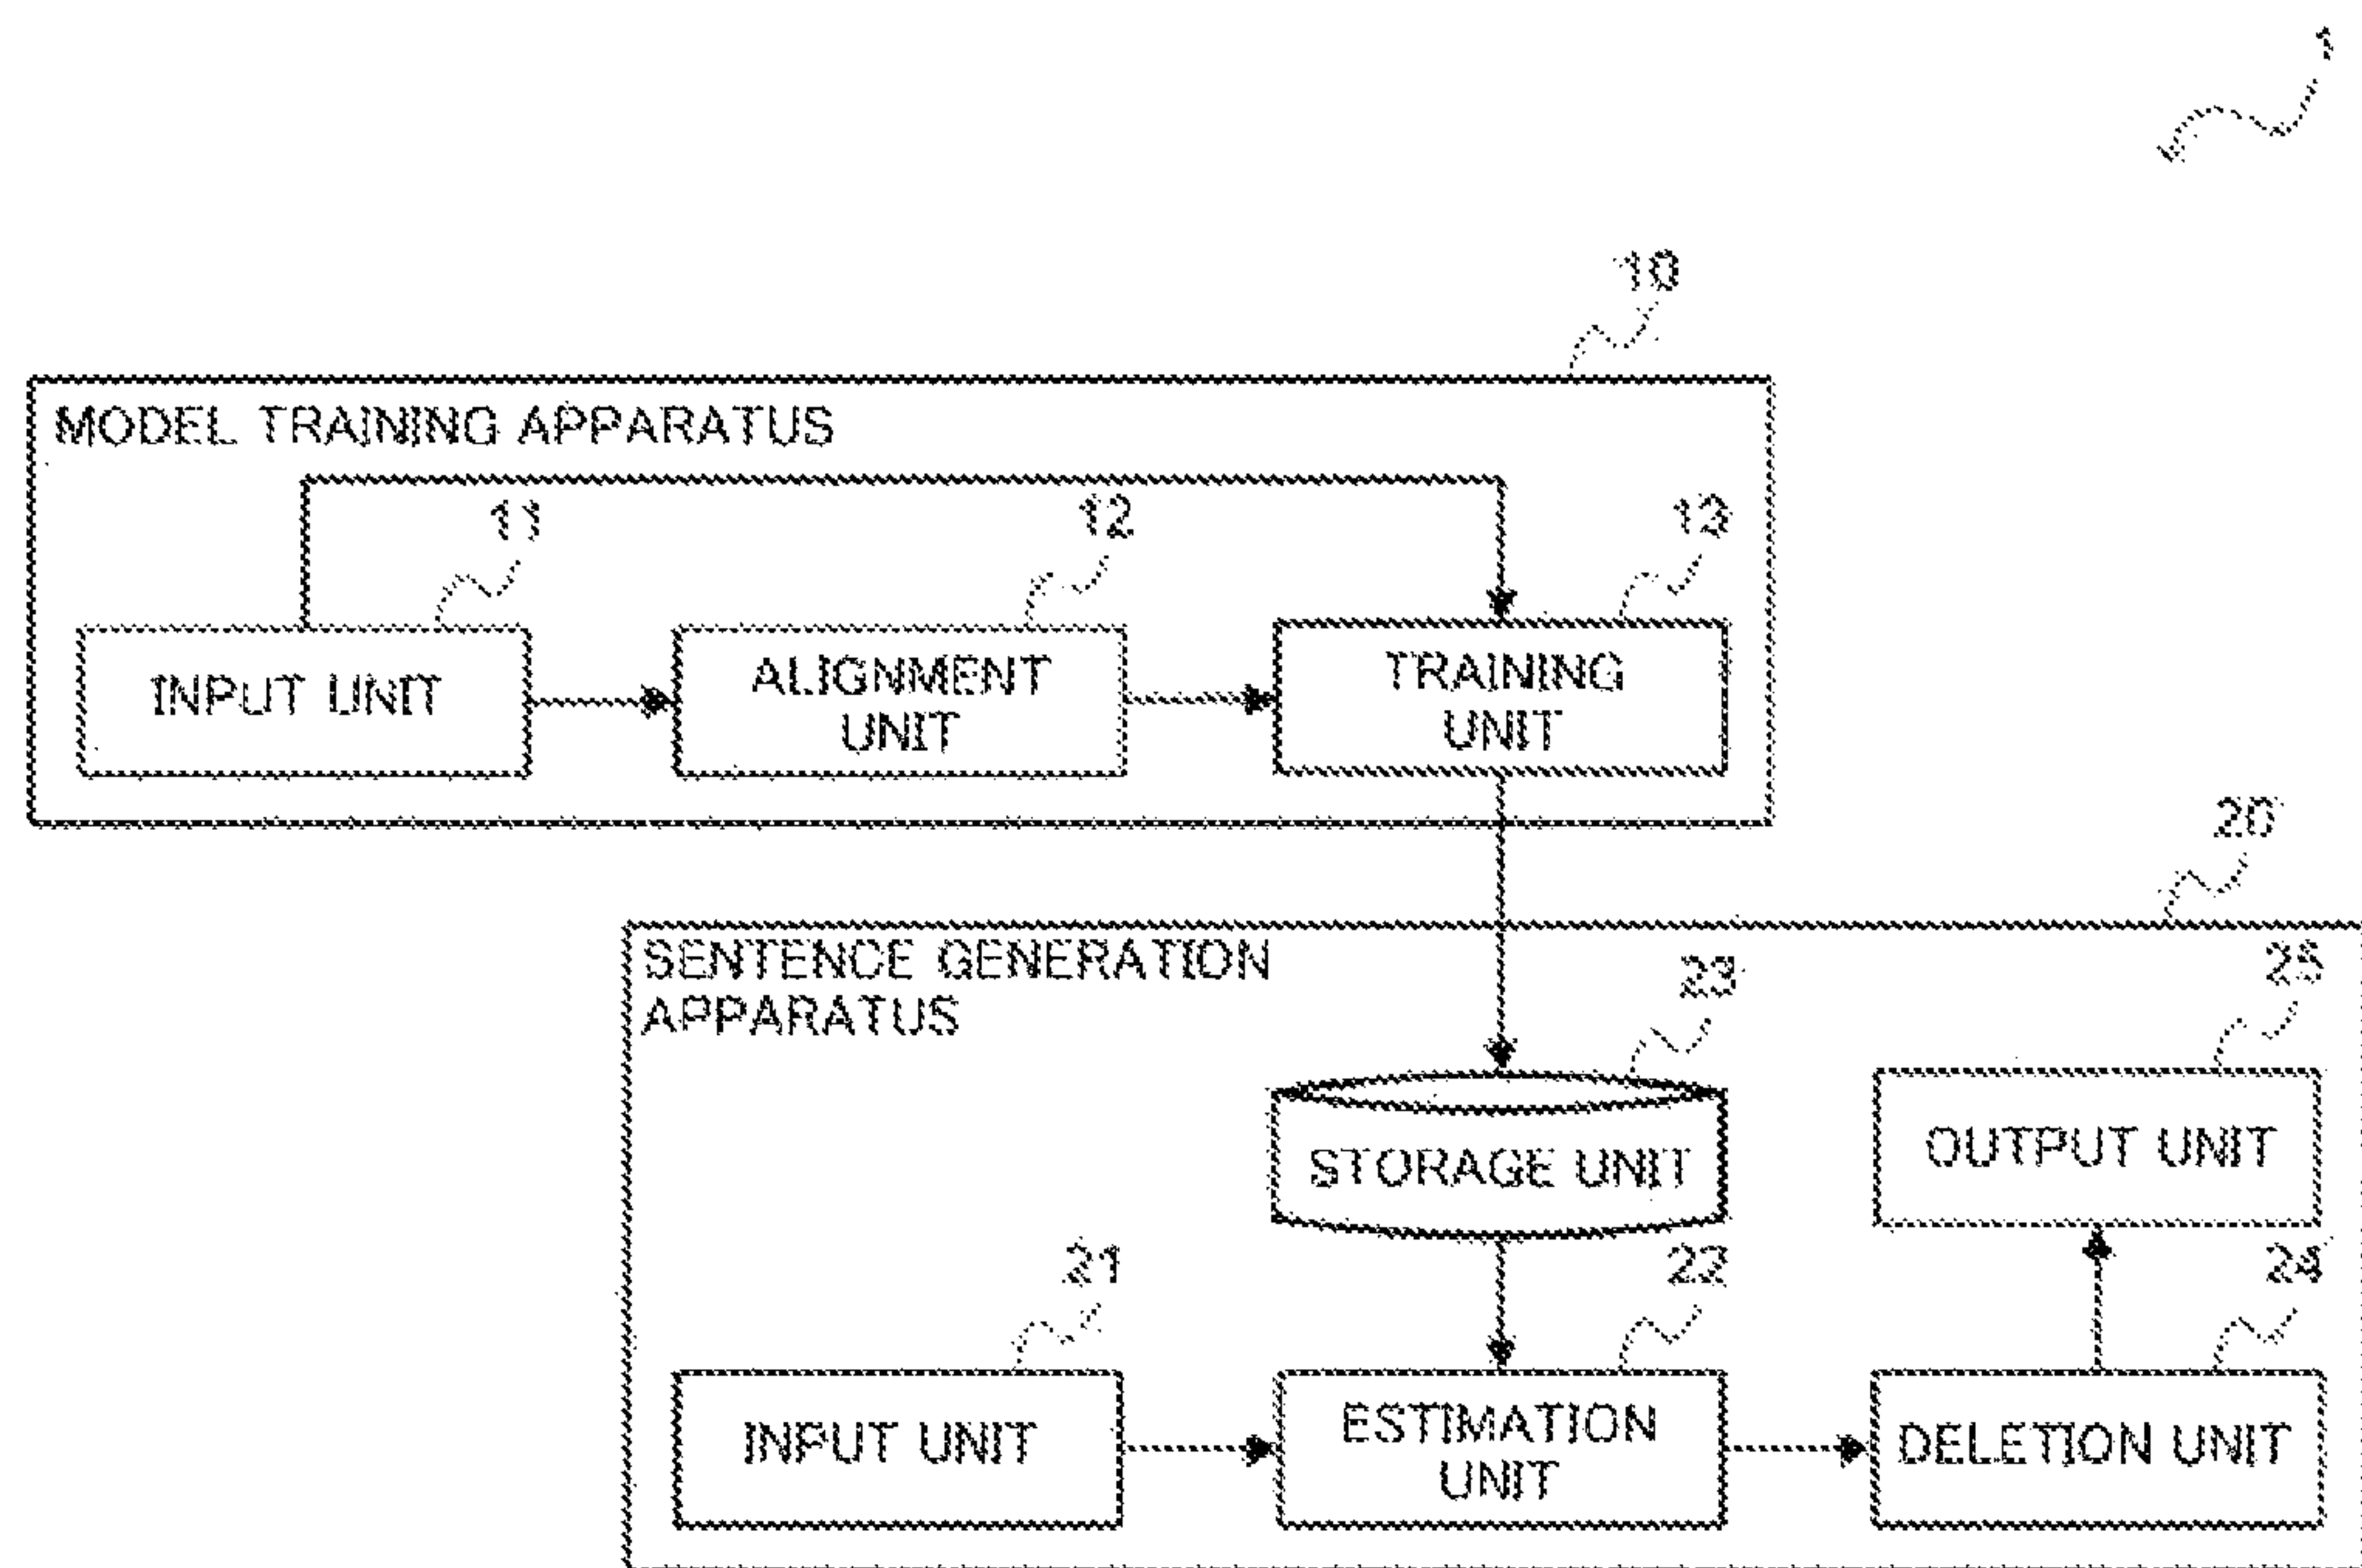 1
10
MODEL TRAINING APPARATUS
11
12
13
INPUT UNIT
ALIGNMENT
UNIT
TRAINING
UNIT
20
SENTENCE GENERATION
APPARATUS
23
25
STORAGE UNIT
OUTPUT UNIT
21
22
24
INPUT UNIT
ESTIMATION
UNIT
DELETION UNIT